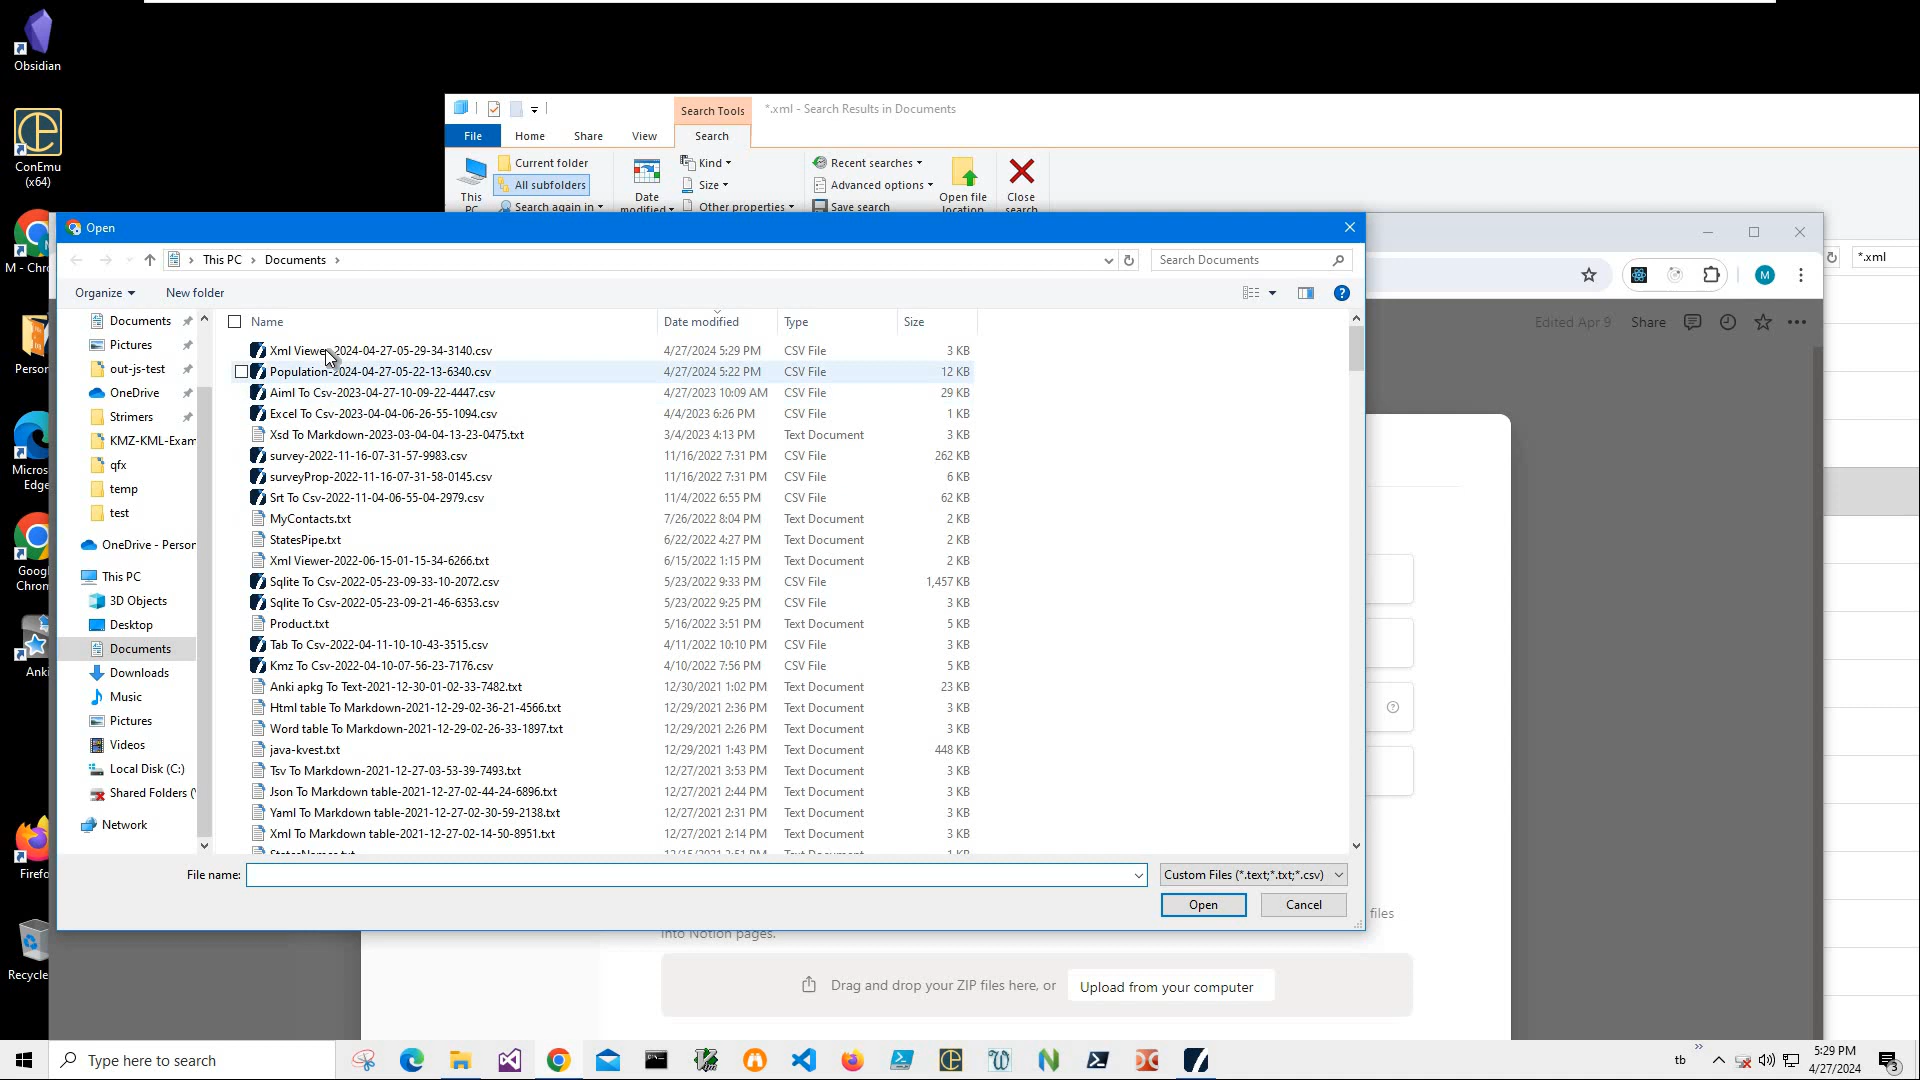 Obsidian
ConEmu
(x64)
M - Chro
Person
Micros
Edge
Googl
Chrom
Anki
Firefo
Recycle
Search Tools
*.xml - Search Results in Documents
File
Home
Share
View
Search
This
PC
Current folder
All subfolders
Search again in
Date
modified
Kind
Size
Other properties
Recent searches
Advanced options
Save search
Open file
location
Close
search
*.xml
M
Edited Apr 9
Share
Open
This PC
Documents
Search Documents
Organize
New folder
Documents
Pictures
out-js-test
OneDrive
Strimers
KMZ-KML-Exam
qfx
temp
test
OneDrive - Person
This PC
3D Objects
Desktop
Documents
Downloads
Music
Pictures
Videos
Local Disk (C:)
Shared Folders (
Network
Name Date modified Type Size
Xml Viewer-2024-04-27-05-29-34-3140.csv 4/27/2024 5:29 PM CSV File 3 KB
Population-2024-04-27-05-22-13-6340.csv 4/27/2024 5:22 PM CSV File 12 KB
Aiml To Csv-2023-04-27-10-09-22-4447.csv 4/27/2023 10:09 AM CSV File 29 KB
Excel To Csv-2023-04-04-06-26-55-1094.csv 4/4/2023 6:26 PM CSV File 1 KB
Xsd To Markdown-2023-03-04-04-13-23-0475.txt 3/4/2023 4:13 PM Text Document 3 KB
survey-2022-11-16-07-31-57-9983.csv 11/16/2022 7:31 PM CSV File 262 KB
surveyProp-2022-11-16-07-31-58-0145.csv 11/16/2022 7:31 PM CSV File 6 KB
Srt To Csv-2022-11-04-06-55-04-2979.csv 11/4/2022 6:55 PM CSV File 62 KB
MyContacts.txt 7/26/2022 8:04 PM Text Document 2 KB
StatesPipe.txt 6/22/2022 4:27 PM Text Document 2 KB
Xml Viewer-2022-06-15-01-15-34-6266.txt 6/15/2022 1:15 PM Text Document 2 KB
Sqlite To Csv-2022-05-23-09-33-10-2072.csv 5/23/2022 9:33 PM CSV File 1,457 KB
Sqlite To Csv-2022-05-23-09-21-46-6353.csv 5/23/2022 9:25 PM CSV File 3 KB
Product.txt 5/16/2022 3:51 PM Text Document 5 KB
Tab To Csv-2022-04-11-10-10-43-3515.csv 4/11/2022 10:10 PM CSV File 3 KB
Kmz To Csv-2022-04-10-07-56-23-7176.csv 4/10/2022 7:56 PM CSV File 5 KB
Anki apkg To Text-2021-12-30-01-02-33-7482.txt 12/30/2021 1:02 PM Text Document 23 KB
Html table To Markdown-2021-12-29-02-36-21-4566.txt 12/29/2021 2:36 PM Text Document 3 KB
Word table To Markdown-2021-12-29-02-26-33-1897.txt 12/29/2021 2:26 PM Text Document 3 KB
java-kvest.txt 12/29/2021 1:43 PM Text Document 448 KB
Tsv To Markdown-2021-12-27-03-53-39-7493.txt 12/27/2021 3:53 PM Text Document 3 KB
Json To Markdown table-2021-12-27-02-44-24-6896.txt 12/27/2021 2:44 PM Text Document 3 KB
Yaml To Markdown table-2021-12-27-02-30-59-2138.txt 12/27/2021 2:31 PM Text Document 3 KB
Xml To Markdown table-2021-12-27-02-14-50-8951.txt 12/27/2021 2:14 PM Text Document 3 KB
File name:
Custom Files (*.text;*.txt;*.csv)
Open
Cancel
files
into Notion pages.
Drag and drop your ZIP files here, or
Upload from your computer
Type here to search
tb
5:29 PM
4/27/2024
3